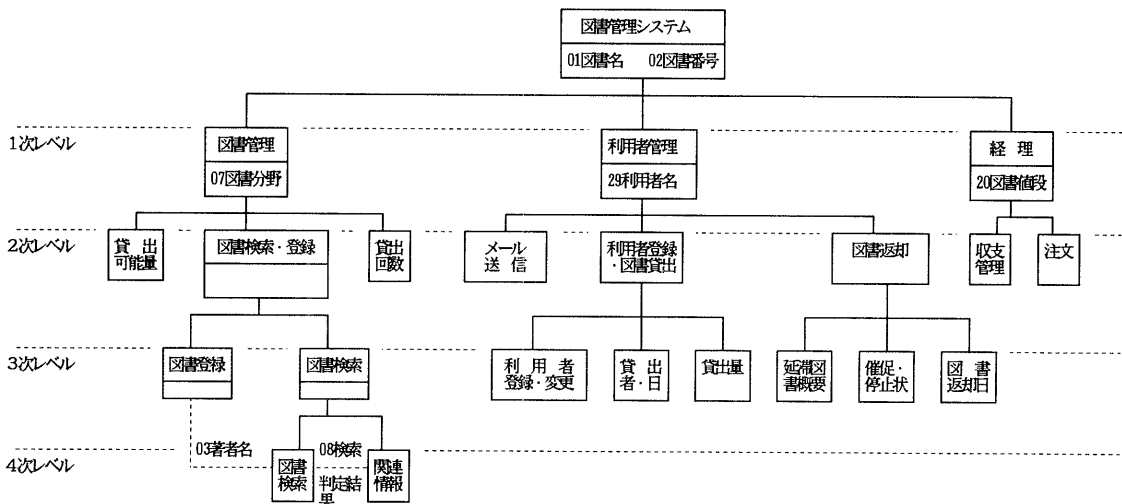 図書管理システム
01図書名 02図書番号
1次レベル
図書管理
07図書分野
利用者管理
29利用者名
経 理
20図書値段
2次レベル
貸 出
可能量
図書検索・登録
貸出
回数
メール
送 信
利用者登録
・図書貸出
図書返却
収支
管理
注文
3次レベル
図書登録
図書検索
利 用 者
登録・変更
貸 出
者・日
貸出量
延滞図
書概要
催促・
停止状
図 書
返却日
03著者名
08検索
4次レベル
図書
検索
判定結
果
関連
情報